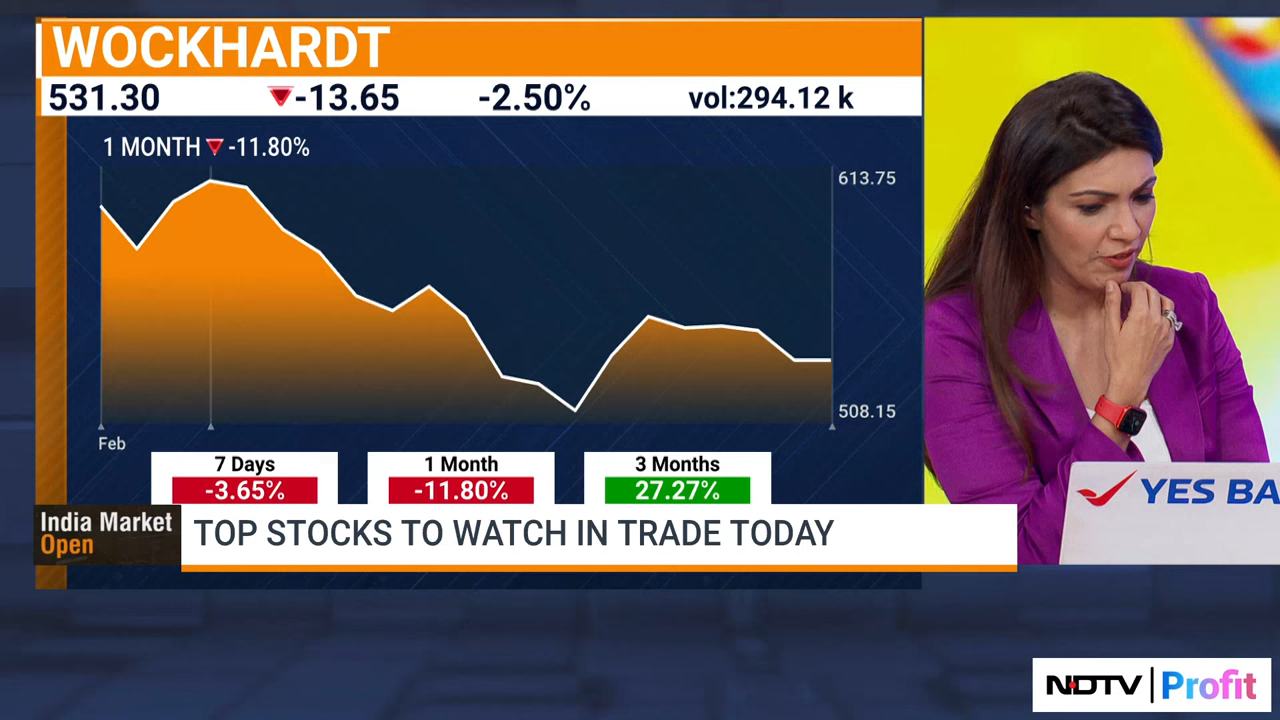 WOCKHARDT
531.30 ▼-13.65 -2.50% vol:294.12 k
1 MONTH ▼ -11.80%
613.75
508.15
Feb
7 Days
-3.65%
1 Month
-11.80%
3 Months
27.27%
India Market
Open
TOP STOCKS TO WATCH IN TRADE TODAY
YES BA
NDTV Profit